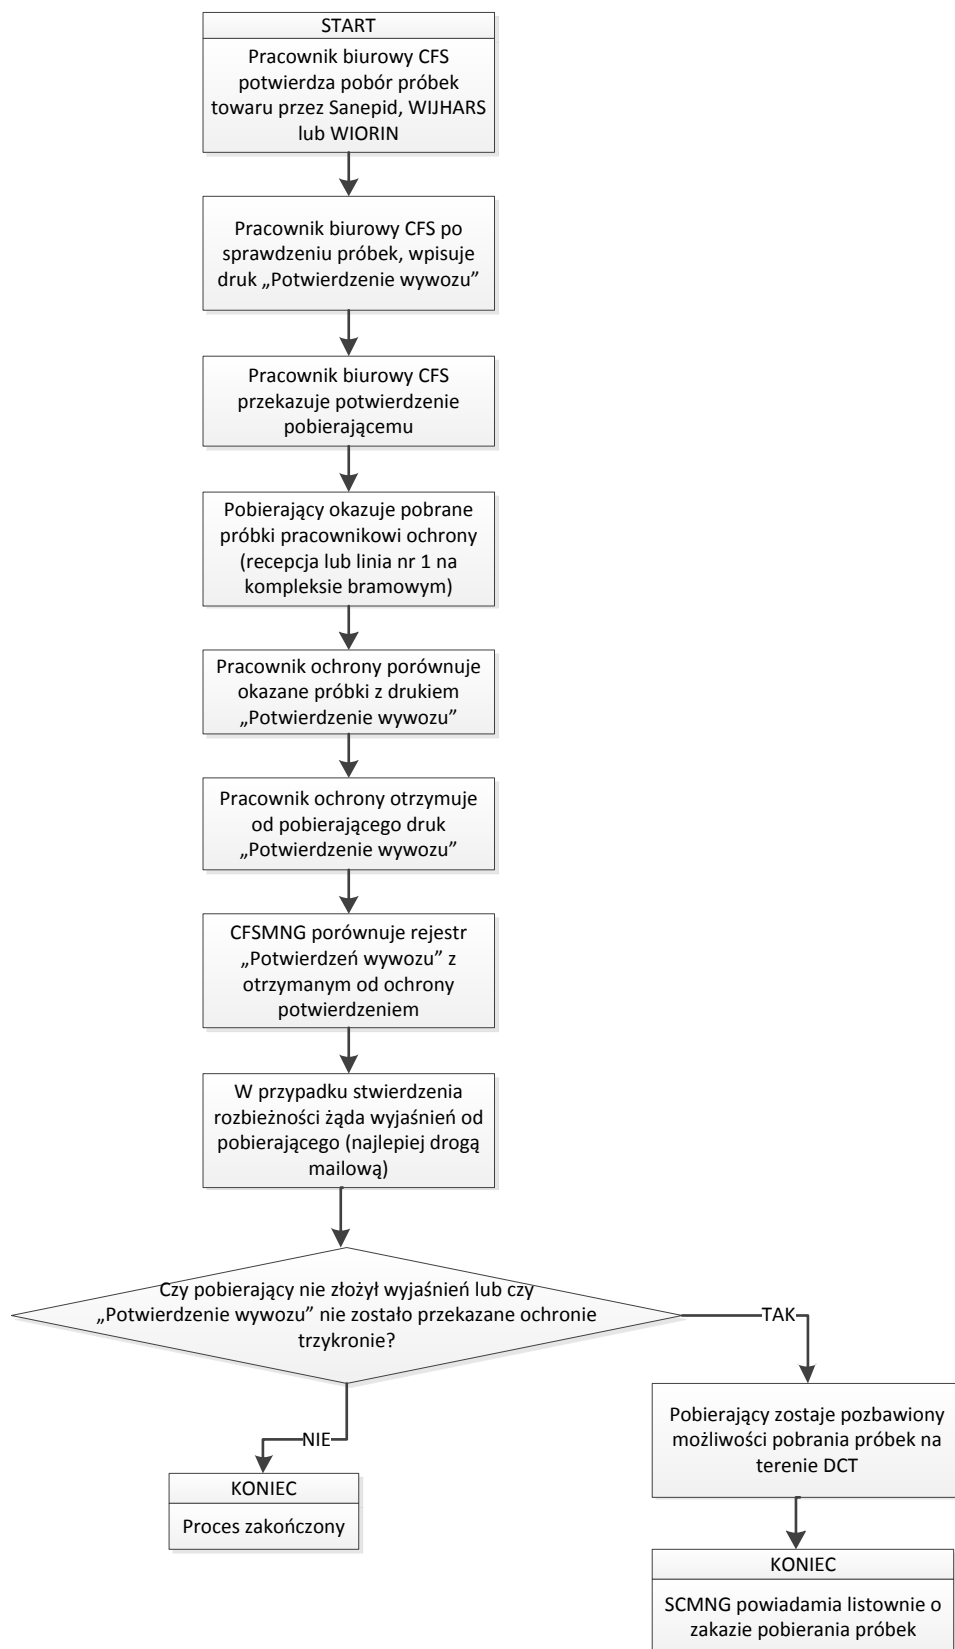 START
Pracownik biurowy CFS
potwierdza pobór próbek
towaru przez Sanepid, WIJHARS
lub WIORIN
Pracownik biurowy CFS po
sprawdzeniu próbek, wpisuje
druk „Potwierdzenie wywozu”
Pracownik biurowy CFS
przekazuje potwierdzenie
pobierającemu
Pobierający okazuje pobrane
próbki pracownikowi ochrony
(recepcja lub linia nr 1 na
kompleksie bramowym)
Pracownik ochrony porównuje
okazane próbki z drukiem
„Potwierdzenie wywozu”
Pracownik ochrony otrzymuje
od pobierającego druk
„Potwierdzenie wywozu”
CFSMNG porównuje rejestr
„Potwierdzeń wywozu” z
otrzymanym od ochrony
potwierdzeniem
W przypadku stwierdzenia
rozbieżności żąda wyjaśnień od
pobierającego (najlepiej drogą
mailową)
Czy pobierający nie złożył wyjaśnień lub czy
„Potwierdzenie wywozu” nie zostało przekazane ochronie
trzykronie?
TAK
NIE
KONIEC
Proces zakończony
Pobierający zostaje pozbawiony
możliwości pobrania próbek na
terenie DCT
KONIEC
SCMNG powiadamia listownie o
zakazie pobierania próbek